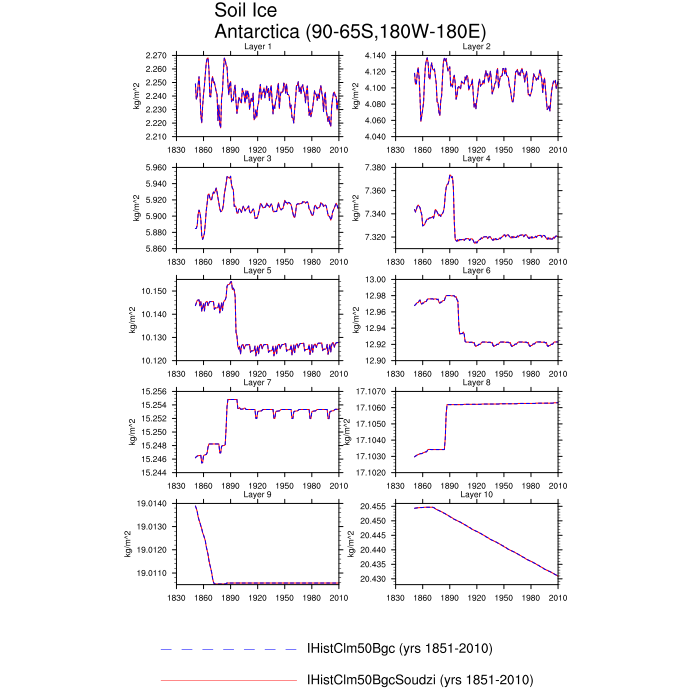 Soil Ice
Antarctica (90-65S,180W-180E)
Layer 1 Layer 2
2.270 2.260 2.250 2.240 2.230 2.220 2.210
kg/m^2
1830 1860 1890 1920 1950 1980 2010
4.140 4.120 4.100 4.080 4.060 4.040
kg/m^2
1830 1860 1890 1920 1950 1980 2010
Layer 3 Layer 4
5.960 5.940 5.920 5.900 5.880 5.860
kg/m^2
1830 1860 1890 1920 1950 1980 2010
7.380 7.360 7.340 7.320
kg/m^2
1830 1860 1890 1920 1950 1980 2010
Layer 5 Layer 6
10.150 10.140 10.130 10.120
kg/m^2
1830 1860 1890 1920 1950 1980 2010
13.00 12.98 12.96 12.94 12.92 12.90
kg/m^2
1830 1860 1890 1920 1950 1980 2010
Layer 7 Layer 8
15.256 15.254 15.252 15.250 15.248 15.246 15.244
kg/m^2
1830 1860 1890 1920 1950 1980 2010
17.1070 17.1060 17.1050 17.1040 17.1030 17.1020
kg/m^2
1830 1860 1890 1920 1950 1980 2010
Layer 9 Layer 10
19.0140 19.0130 19.0120 19.0110
kg/m^2
1830 1860 1890 1920 1950 1980 2010
20.455 20.450 20.445 20.440 20.435 20.430
kg/m^2
1830 1860 1890 1920 1950 1980 2010
IHistClm50Bgc (yrs 1851-2010)
IHistClm50BgcSoudzi (yrs 1851-2010)